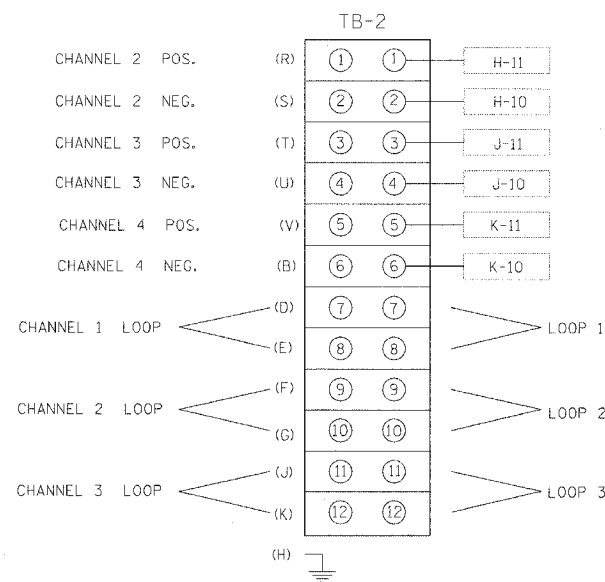 TB-2
CHANNEL 2 POS. (R) 1 1 H-11
CHANNEL 2 NEG. (S) 2 2 H-10
CHANNEL 3 POS. (T) 3 3 J-11
CHANNEL 3 NEG. (U) 4 4 J-10
CHANNEL 4 POS. (V) 5 5 K-11
CHANNEL 4 NEG. (B) 6 6 K-10
(D) 7 7
CHANNEL 1 LOOP LOOP 1
(E) 8 8
(F) 9 9
CHANNEL 2 LOOP LOOP 2
(G) 10 10
(J) 11 11
CHANNEL 3 LOOP LOOP 3
(K) 12 12
(H)